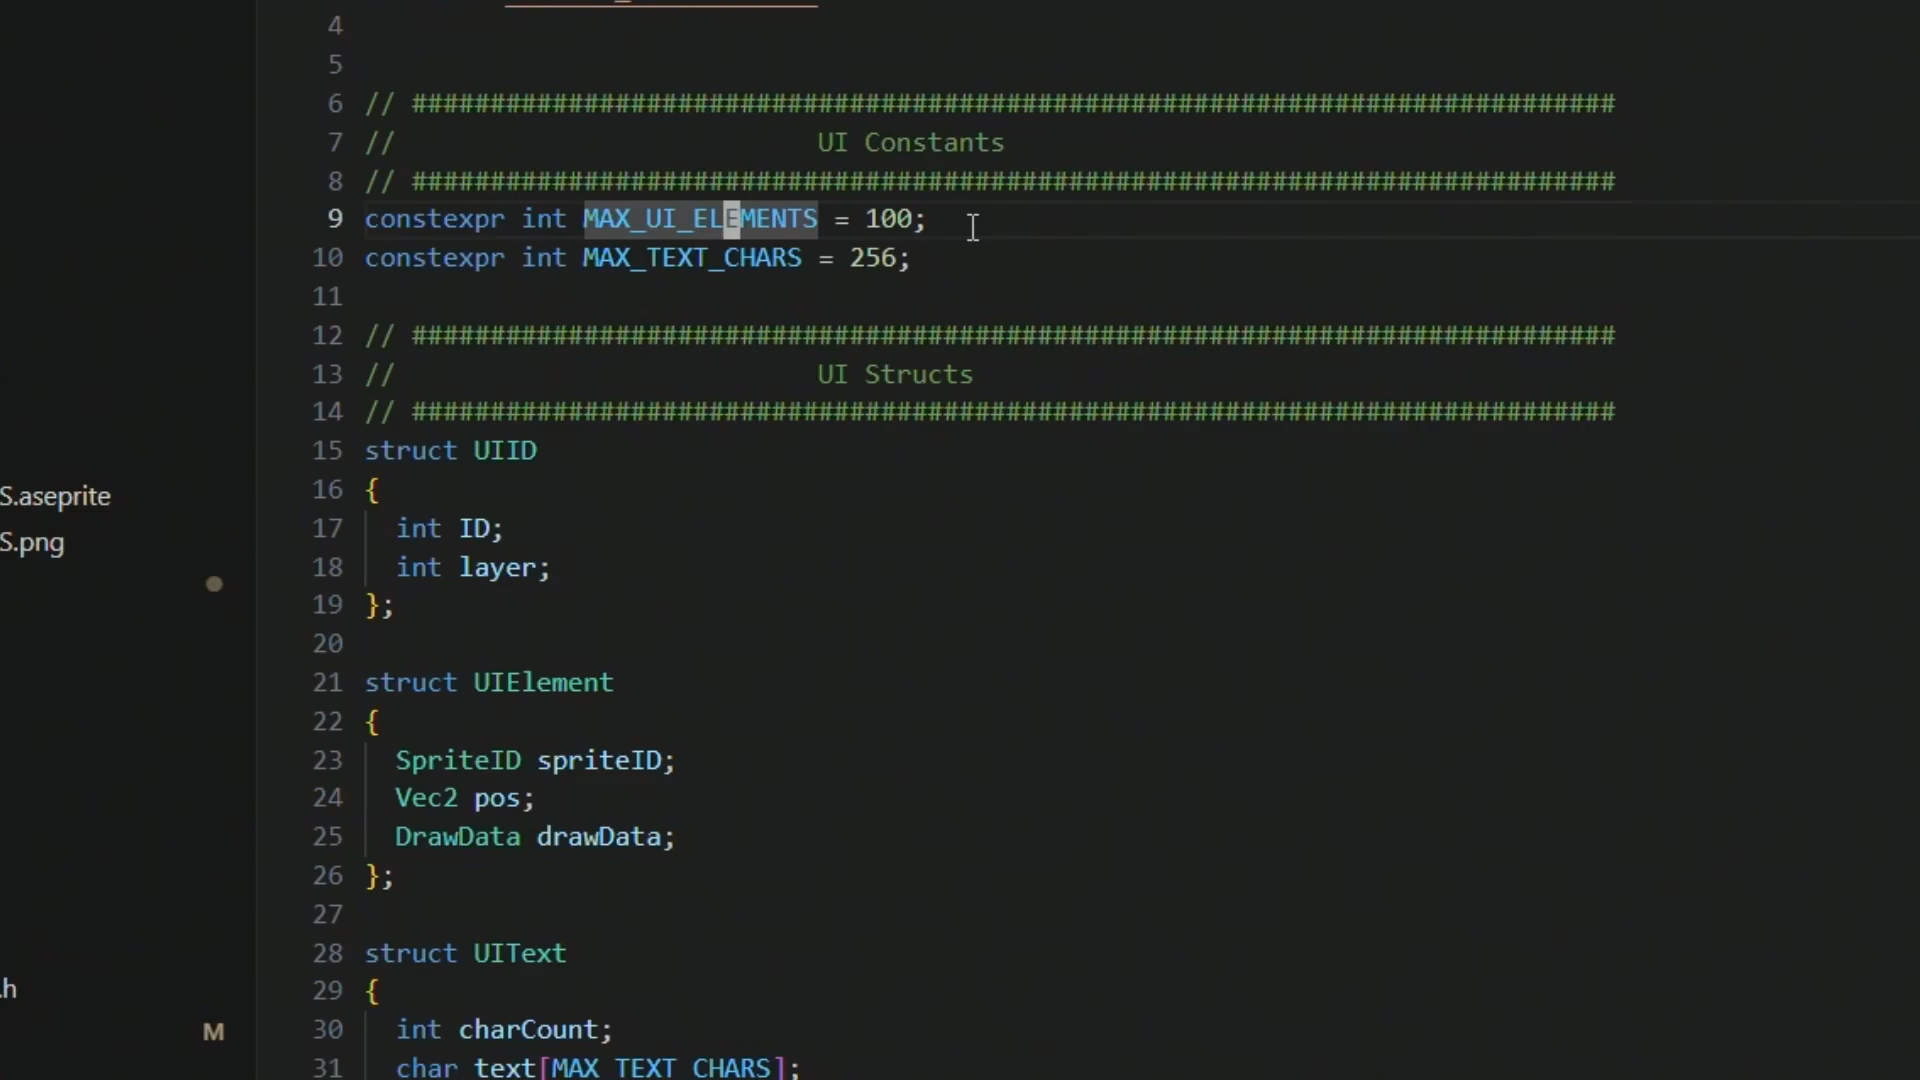 4
5
6 // #############################################################################
7 // UI Constants
8 // #############################################################################
9 constexpr int MAX_UI_ELEMENTS = 100;
10 constexpr int MAX_TEXT_CHARS = 256;
11
12 // #############################################################################
13 // UI Structs
14 // #############################################################################
15 struct UIID
16 {
17 int ID;
18 int layer;
19 };
20
21 struct UIElement
22 {
23 SpriteID spriteID;
24 Vec2 pos;
25 DrawData drawData;
26 };
27
28 struct UIText
29 {
30 int charCount;
31 char text[MAX_TEXT_CHARS];
S.aseprite
S.png
.h
M